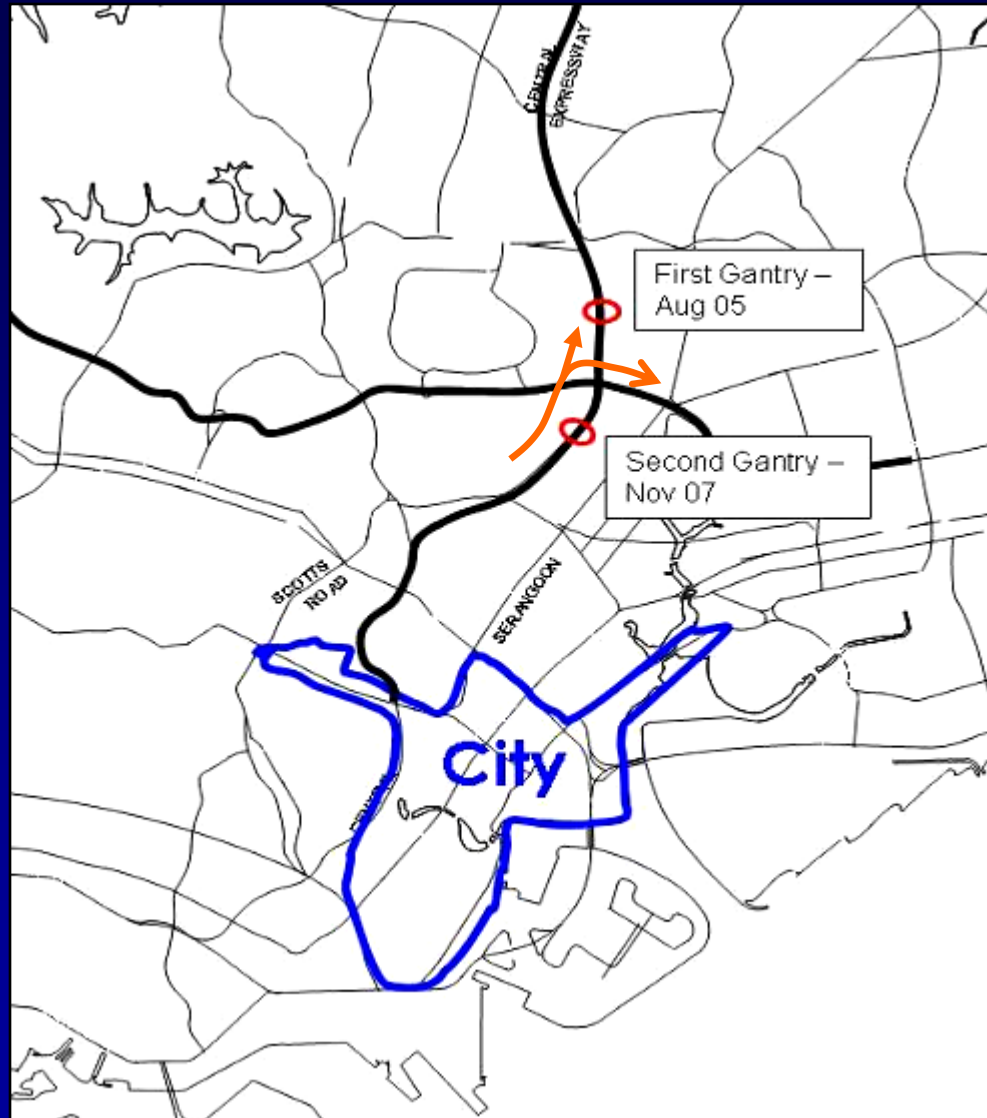 CENTRAL
EXPRESSWAY
First Gantry –
Aug 05
Second Gantry –
Nov 07
SCOTTS
ROAD
SERANGOON
City